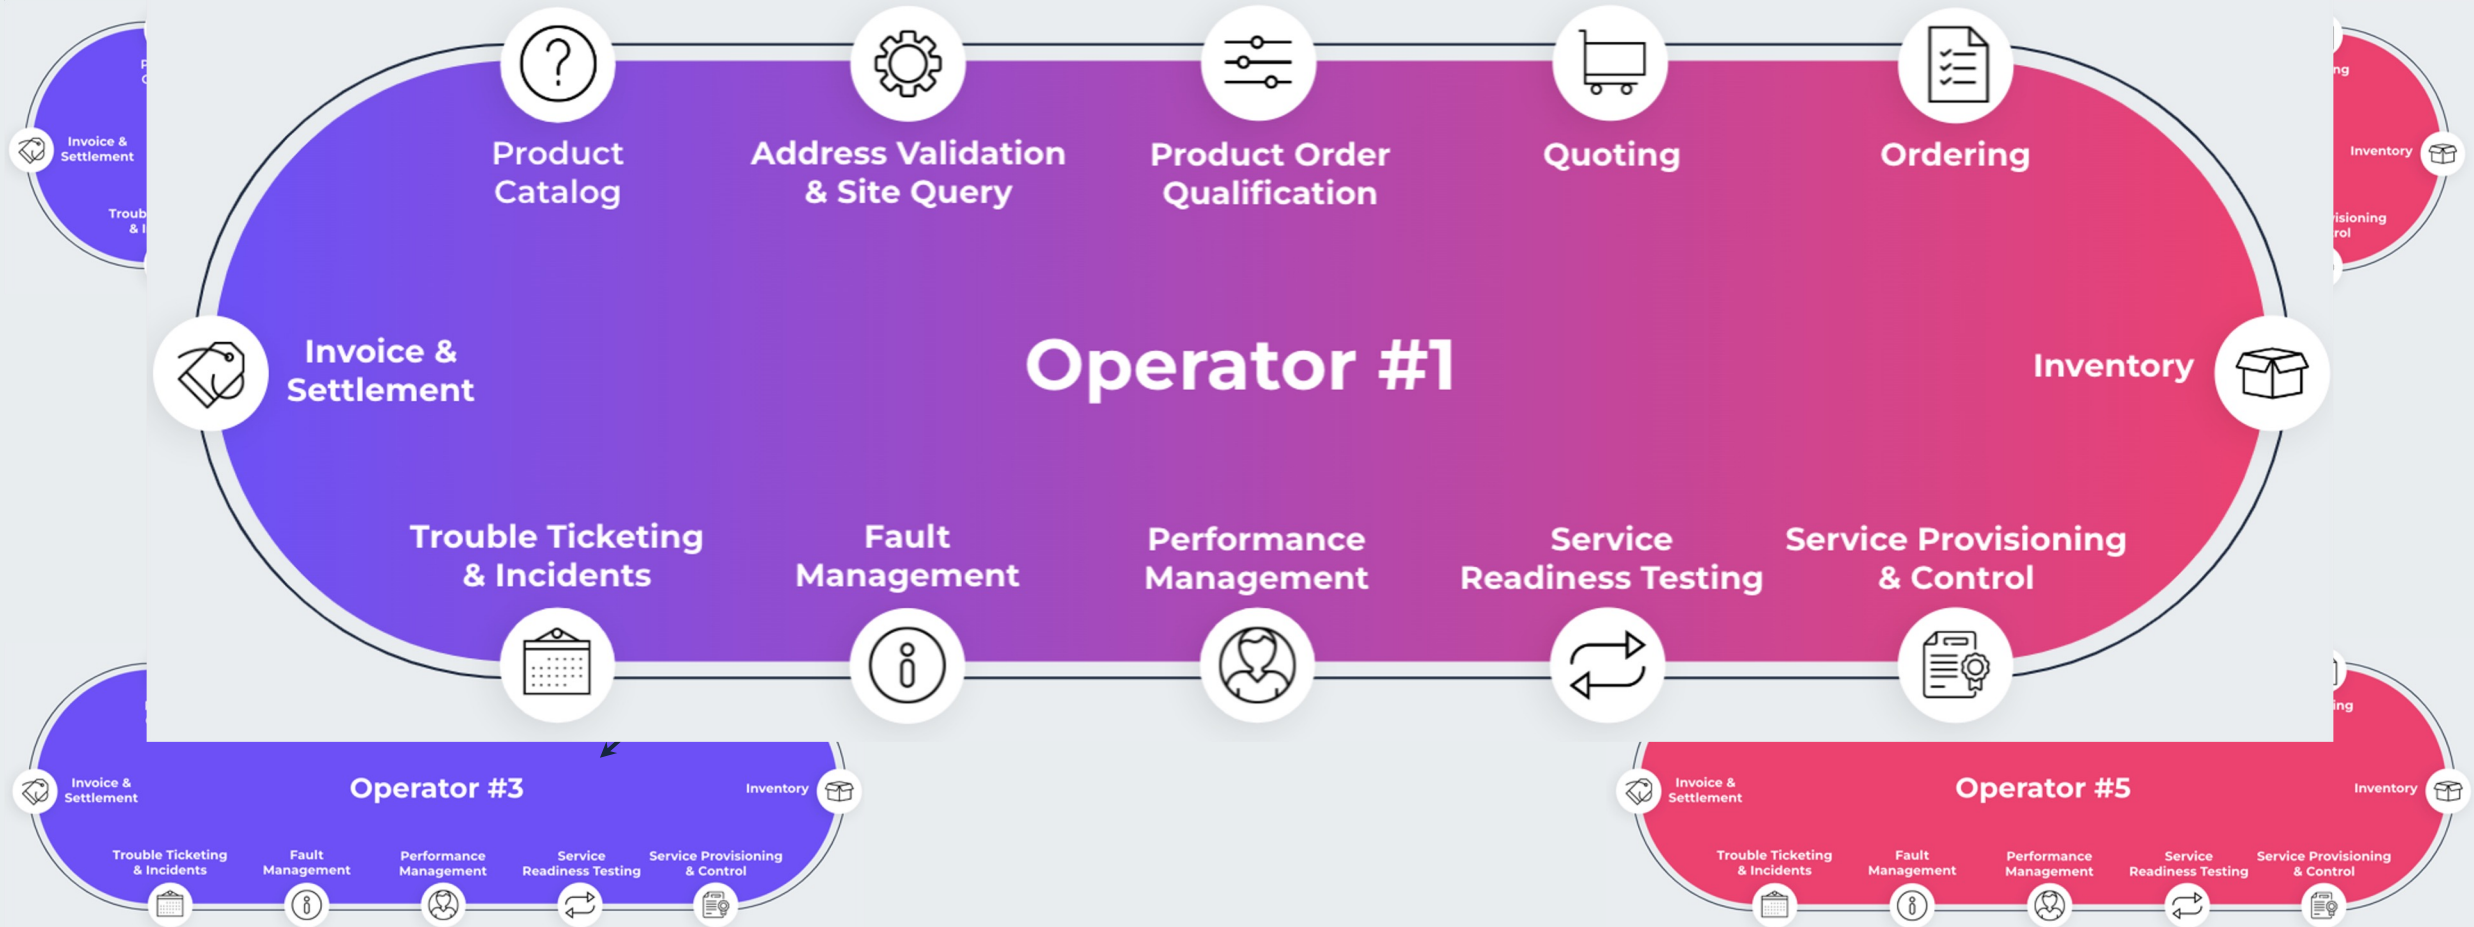 Product
Catalog
Address Validation
& Site Query
Product Order
Qualification
Quoting
Ordering
Invoice &
Settlement
Operator #1
Inventory
Trouble Ticketing
& Incidents
Fault
Management
Performance
Management
Service
Readiness Testing
Service Provisioning
& Control
Invoice &
Settlement
Inventory
Invoice &
Settlement
Operator #3
Inventory
Trouble Ticketing
& Incidents
Fault
Management
Performance
Management
Service
Readiness Testing
Service Provisioning
& Control
Invoice &
Settlement
Operator #5
Inventory
Trouble Ticketing
& Incidents
Fault
Management
Performance
Management
Service
Readiness Testing
Service Provisioning
& Control